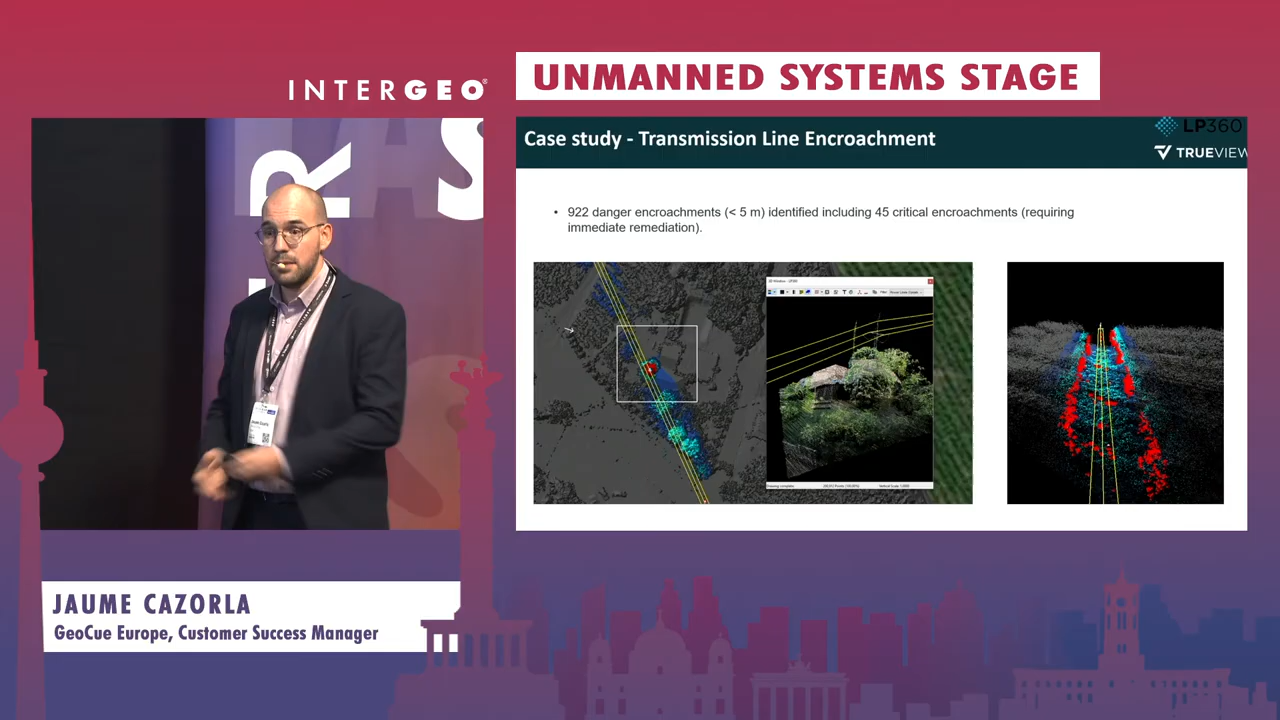 INTERGEO®
UNMANNED SYSTEMS STAGE
Case study - Transmission Line Encroachment
LP360
TRUEVIEW
• 922 danger encroachments (< 5 m) identified including 45 critical encroachments (requiring
immediate remediation).
JAUME CAZORLA
GeoCue Europe, Customer Success Manager